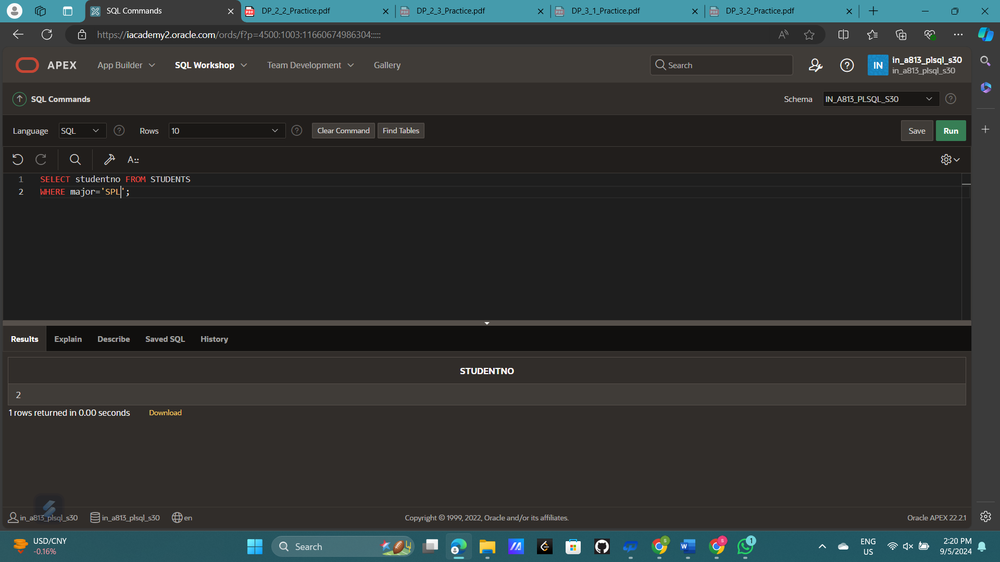 SQL Commands
DP_2_2_Practice.pdf
DP_2_3_Practice.pdf
DP_3_1_Practice.pdf
DP_3_2_Practice.pdf
https://iacademy2.oracle.com/ords/f?p=4500:1003:11660674986304:::::
APEX
App Builder
SQL Workshop
Team Development
Gallery
Search
IN
in_a813_plsql_s30
in_a813_plsql_s30
SQL Commands
Schema
IN_A813_PLSQL_S30
Language
SQL
Rows
10
Clear Command
Find Tables
Save
Run
1 SELECT studentno FROM STUDENTS
2 WHERE major='SPL';
Results
Explain
Describe
Saved SQL
History
STUDENTNO
2
1 rows returned in 0.00 seconds
Download
in_a813_plsql_s30
in_a813_plsql_s30
en
Copyright © 1999, 2022, Oracle and/or its affiliates.
Oracle APEX 22.2.1
USD/CNY
-0.16%
Search
1
ENG
US
2:20 PM
9/5/2024